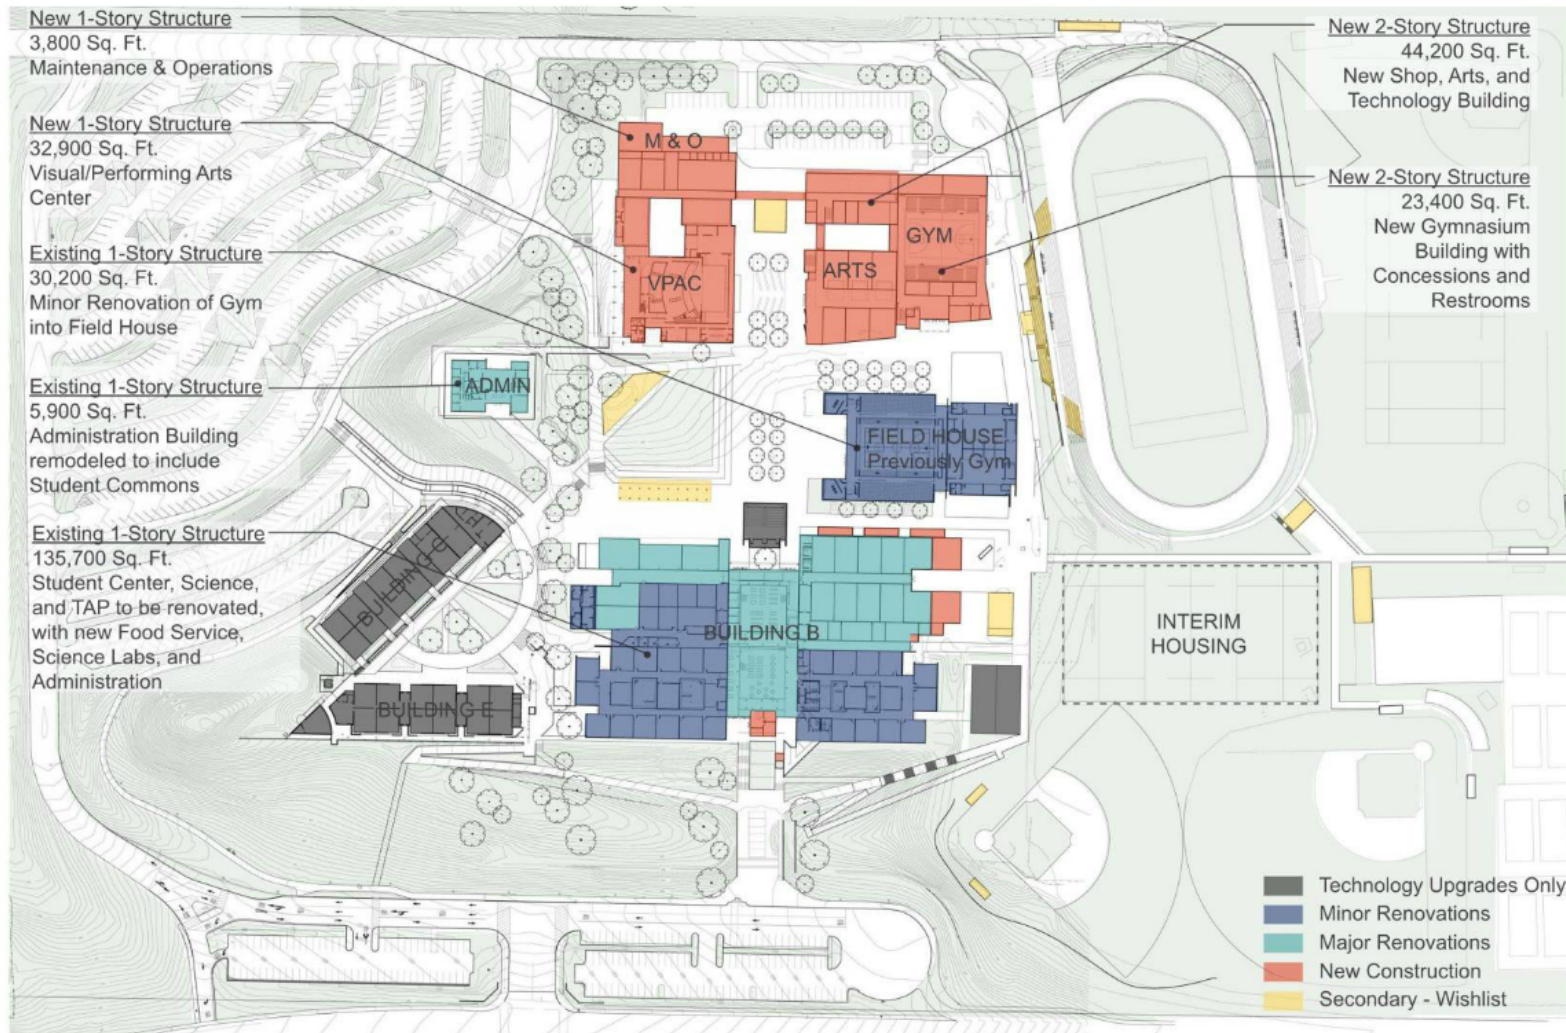 New 1-Story Structure
3,800 Sq. Ft.
Maintenance & Operations
New 1-Story Structure
32,900 Sq. Ft.
Visual/Performing Arts
Center
Existing 1-Story Structure
30,200 Sq. Ft.
Minor Renovation of Gym
into Field House
Existing 1-Story Structure
5,900 Sq. Ft.
Administration Building
remodeled to include
Student Commons
Existing 1-Story Structure
135,700 Sq. Ft.
Student Center, Science,
and TAP to be renovated,
with new Food Service,
Science Labs, and
Administration
New 2-Story Structure
44,200 Sq. Ft.
New Shop, Arts, and
Technology Building
New 2-Story Structure
23,400 Sq. Ft.
New Gymnasium
Building with
Concessions and
Restrooms
M & O
VPAC
ARTS
GYM
ADMIN
FIELD HOUSE
Previously Gym
BUILDING
BUILDING B
BUILDING E
INTERIM
HOUSING
Technology Upgrades Only
Minor Renovations
Major Renovations
New Construction
Secondary - Wishlist